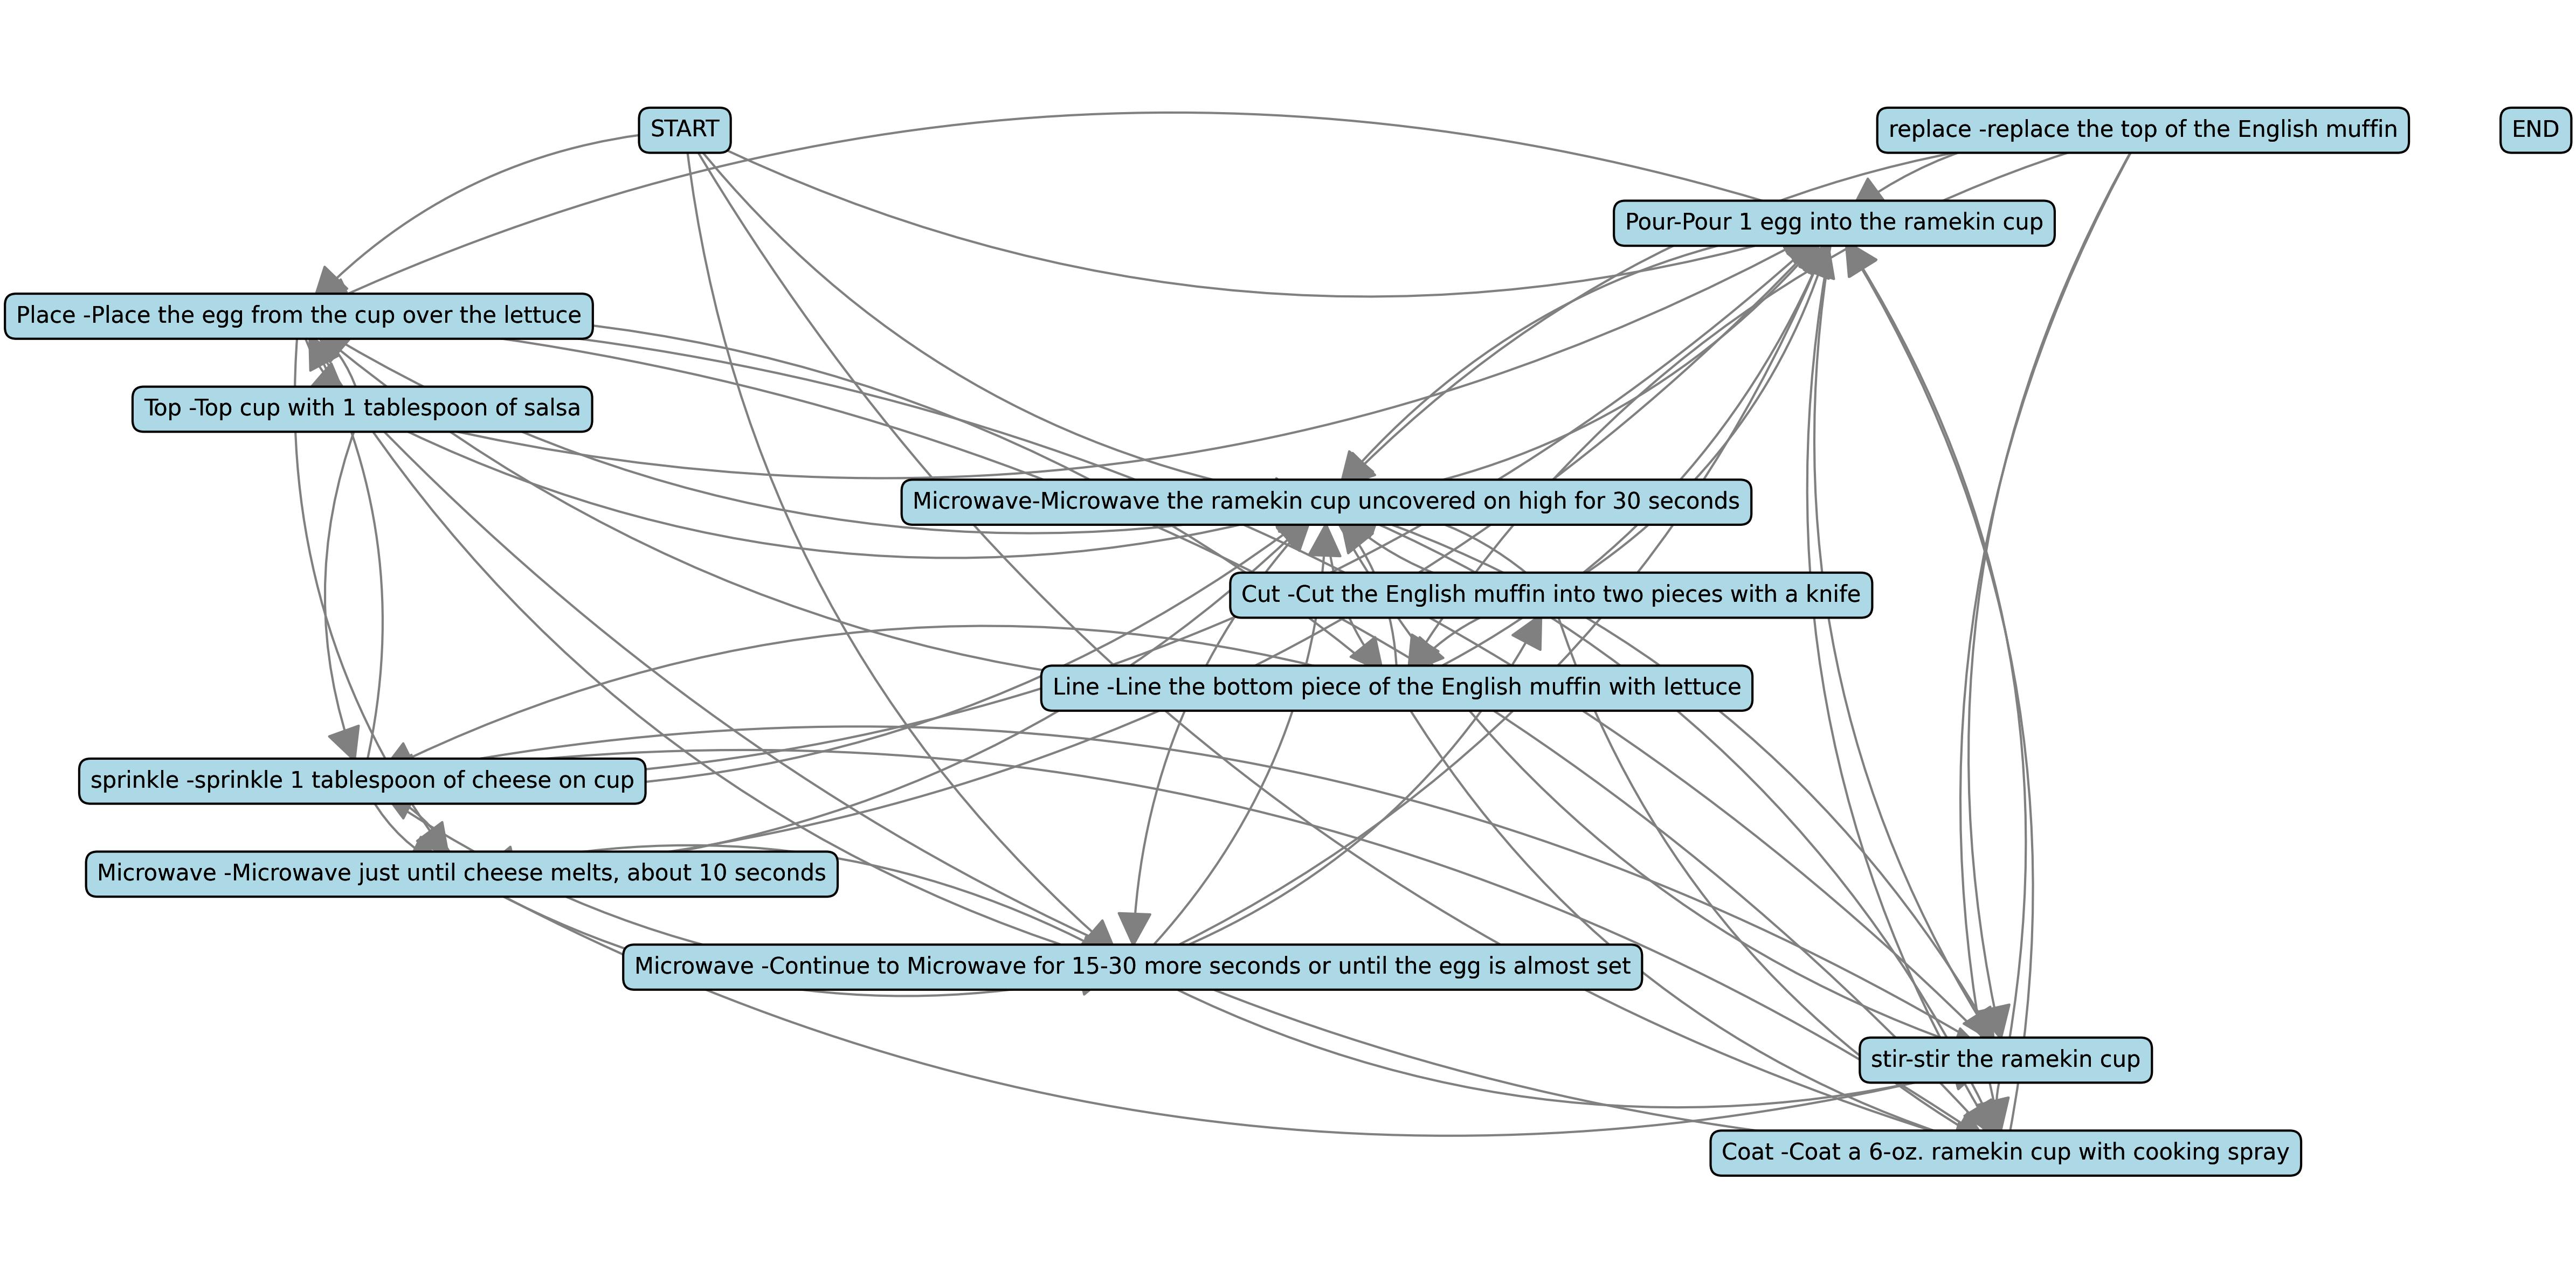 START
replace -replace the top of the English muffin
END
Pour-Pour 1 egg into the ramekin cup
Place -Place the egg from the cup over the lettuce
Top -Top cup with 1 tablespoon of salsa
Microwave-Microwave the ramekin cup uncovered on high for 30 seconds
Cut -Cut the English muffin into two pieces with a knife
Line -Line the bottom piece of the English muffin with lettuce
sprinkle -sprinkle 1 tablespoon of cheese on cup
Microwave -Microwave just until cheese melts, about 10 seconds
Microwave -Continue to Microwave for 15-30 more seconds or until the egg is almost set
stir-stir the ramekin cup
Coat -Coat a 6-oz. ramekin cup with cooking spray